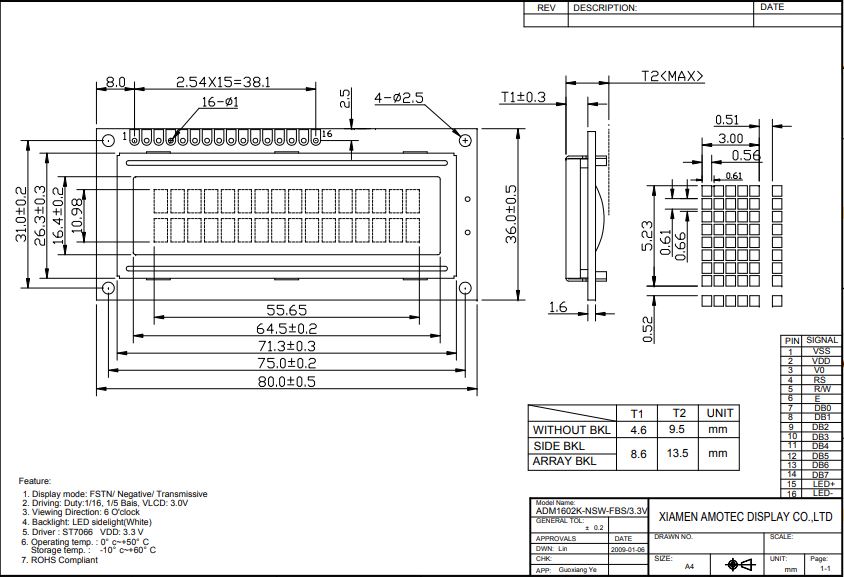 REV DESCRIPTION: DATE
8.0
2.54X15=38.1
16-Ø1
2.5
4-Ø2.5
1
16
31.0±0.2
26.3±0.3
16.4±0.2
10.98
36.0±0.5
55.65
64.5±0.2
71.3±0.3
75.0±0.2
80.0±0.5
T2<MAX>
T1±0.3
1.6
0.51
3.00
0.56
0.61
5.23
0.61
0.66
0.52
PIN SIGNAL
1 VSS
2 VDD
3 V0
4 RS
5 R/W
6 E
7 DB0
8 DB1
9 DB2
10 DB3
11 DB4
12 DB5
13 DB6
14 DB7
15 LED+
16 LED-
T1 T2 UNIT
WITHOUT BKL 4.6 9.5 mm
SIDE BKL
ARRAY BKL
8.6 13.5 mm
Feature:
1. Display mode: FSTN/ Negative/ Transmissive
2. Driving: Duty:1/16, 1/5 Bais, VLCD: 3.0V
3. Viewing Direction: 6 O'clock
4. Backlight: LED sidelight(White)
5. Driver : ST7066 VDD: 3.3 V
6. Operating temp. : 0° c~+50° C
Storage temp. : -10° c~+60° C
7. ROHS Compliant
Model Name:
ADM1602K-NSW-FBS/3.3V
GENERAL TOL:
± 0.2
APPROVALS DATE
DWN: Lin 2009-01-06
CHK:
APP: Guoxiang Ye
XIAMEN AMOTEC DISPLAY CO.,LTD
DRAWN NO. SCALE:
SIZE: A4
UNIT: mm
Page: 1-1